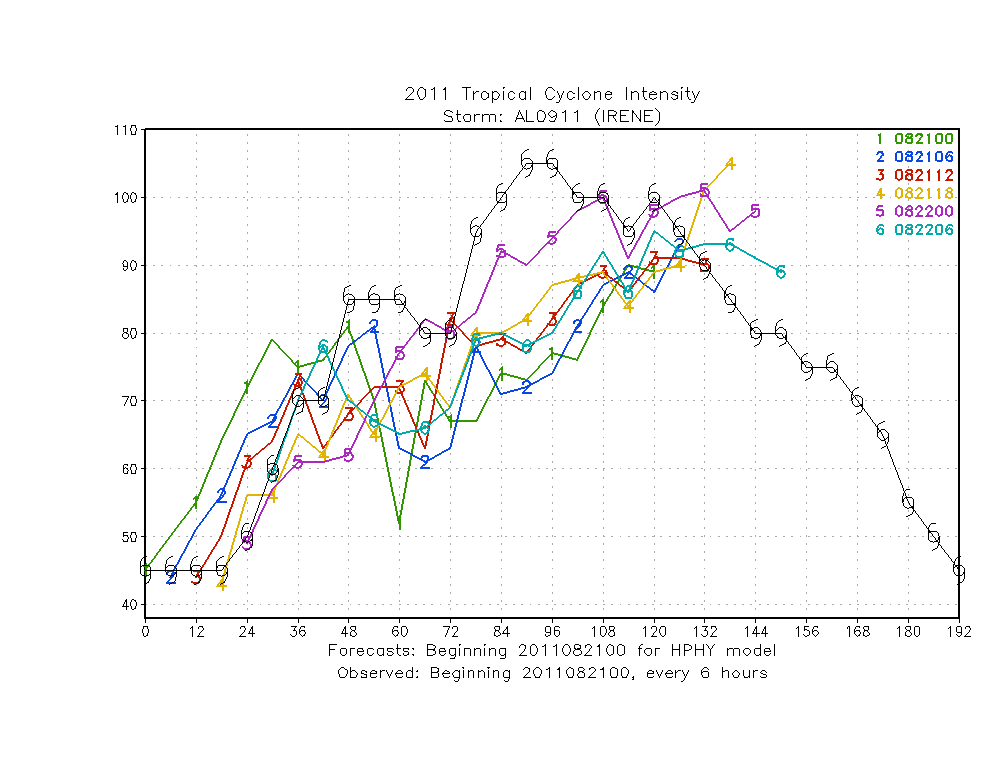 2011 Tropical Cyclone Intensity
Storm: AL0911 (IRENE)
110
100
90
80
70
60
50
40
1 082100
2 082106
3 082112
4 082118
5 082200
6 082206
0 12 24 36 48 60 72 84 96 108 120 132 144 156 168 180 192
Forecasts: Beginning 2011082100 for HPHY model
Observed: Beginning 2011082100, every 6 hours